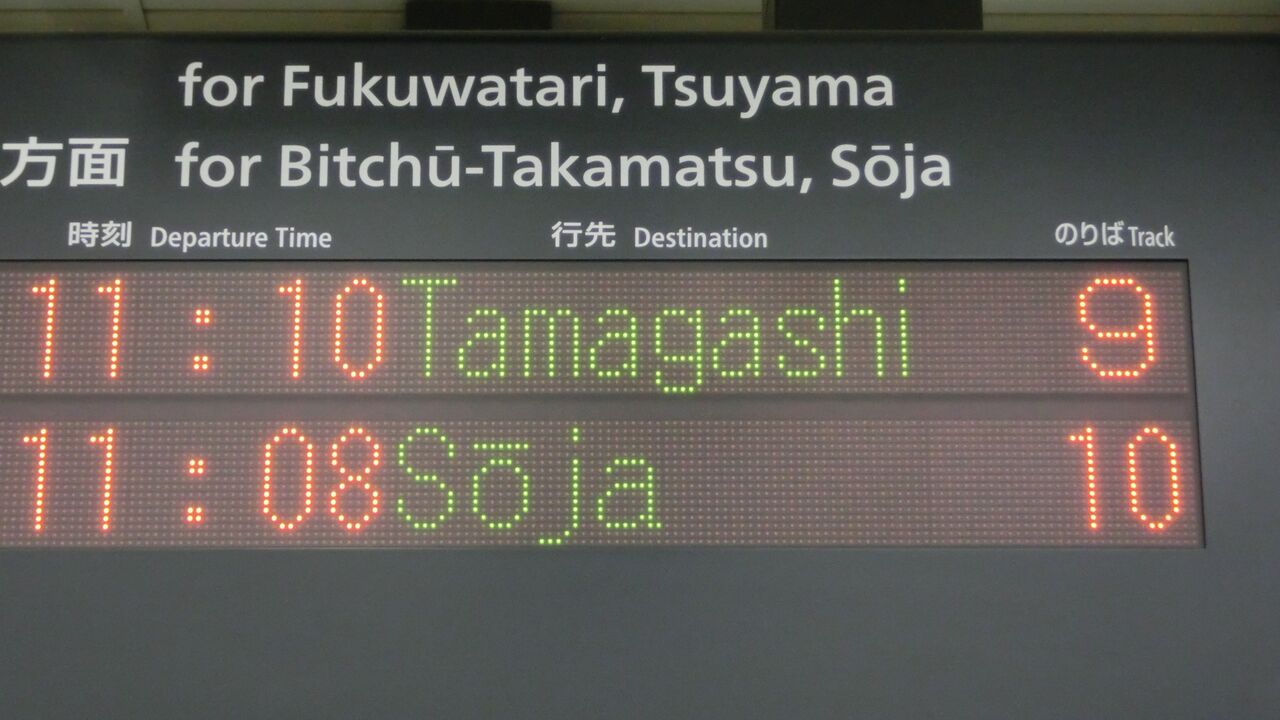 for Fukuwatari, Tsuyama
方面 for Bitchū-Takamatsu, Sōja
時刻 Departure Time 行先 Destination のりば Track
11:10 Tamagashi 9
11:08 Sōja 10